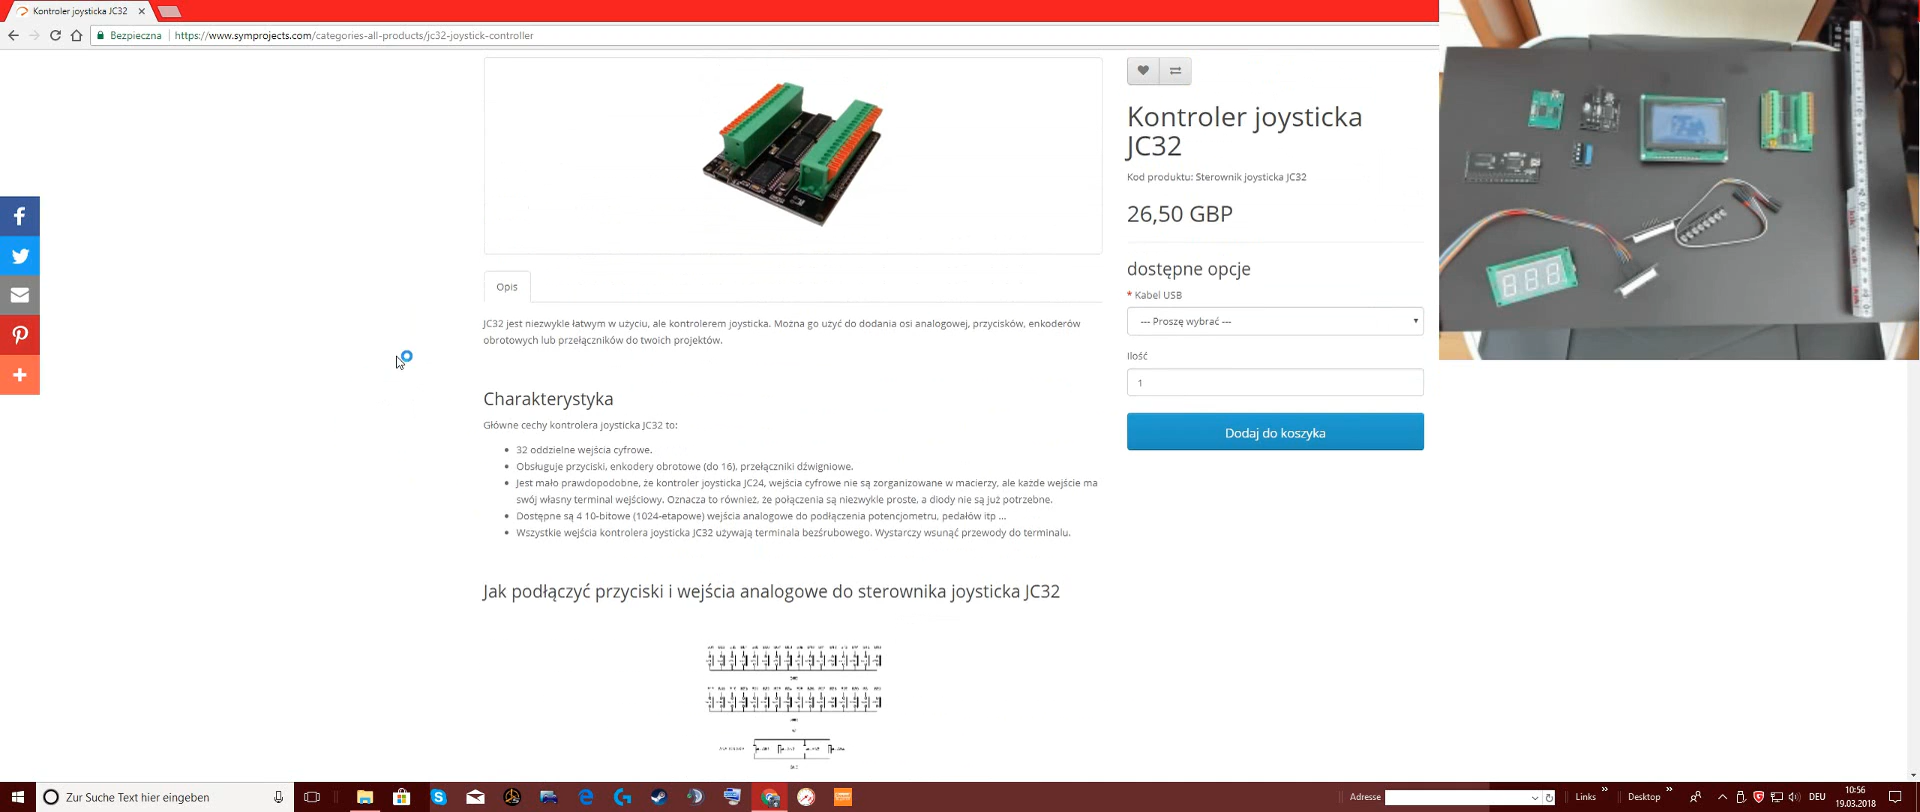 Kontroler joysticka JC32
Bezpieczna
https://www.symprojects.com/categories-all-products/jc32-joystick-controller
Kontroler joysticka
JC32
Kod produktu: Sterownik joysticka JC32
26,50 GBP
dostępne opcje
* Kabel USB
--- Proszę wybrać ---
Ilość
1
Dodaj do koszyka
Opis
JC32 jest niezwykle łatwym w użyciu, ale kontrolerem joysticka. Można go użyć do dodania osi analogowej, przycisków, enkoderów
obrotowych lub przełączników do twoich projektów.
Charakterystyka
Główne cechy kontrolera joysticka JC32 to:
32 oddzielne wejścia cyfrowe.
Obsługuje przyciski, enkodery obrotowe (do 16), przełączniki dźwigniowe.
Jest mało prawdopodobne, że kontroler joysticka JC24, wejścia cyfrowe nie są zorganizowane w macierzy, ale każde wejście ma
swój własny terminal wejściowy. Oznacza to również, że połączenia są niezwykle proste, a diody nie są już potrzebne.
Dostępne są 4 10-bitowe (1024-etapowe) wejścia analogowe do podłączenia potencjometru, pedałów itp ...
Wszystkie wejścia kontrolera joysticka JC32 używają terminala bezśrubowego. Wystarczy wsunąć przewody do terminalu.
Jak podłączyć przyciski i wejścia analogowe do sterownika joysticka JC32
Zur Suche Text hier eingeben
Adresse
Links
Desktop
DEU
10:56
19.03.2018